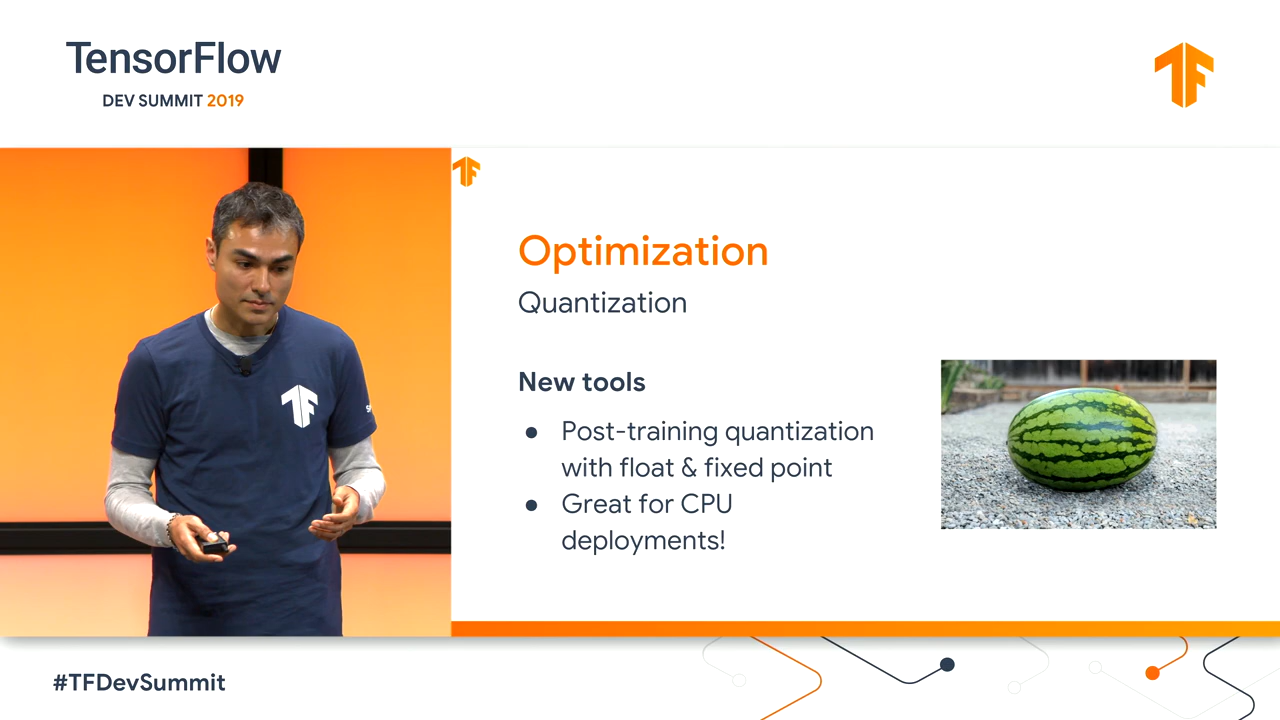 TensorFlow
DEV SUMMIT 2019
Optimization
Quantization
New tools
● Post-training quantization
with float & fixed point
● Great for CPU
deployments!
#TFDevSummit